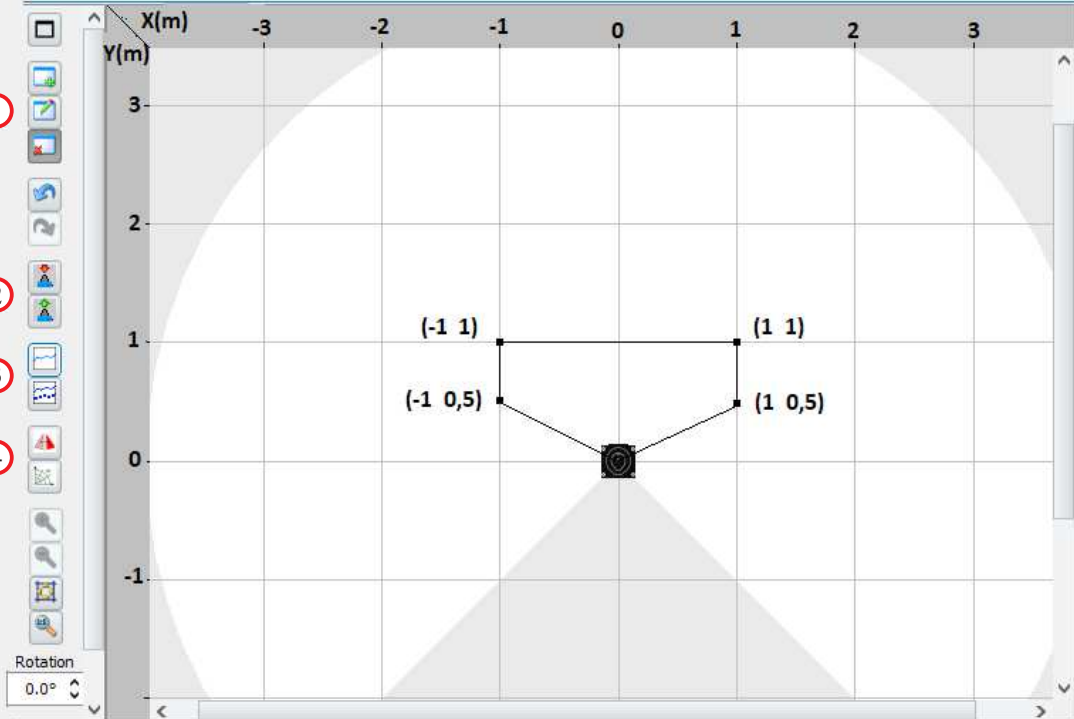 X(m)
-3 -2 -1 0 1 2 3
Y(m)
3
2
1
0
-1
(-1 1)
(1 1)
(-1 0,5)
(1 0,5)
Rotation
0.0°